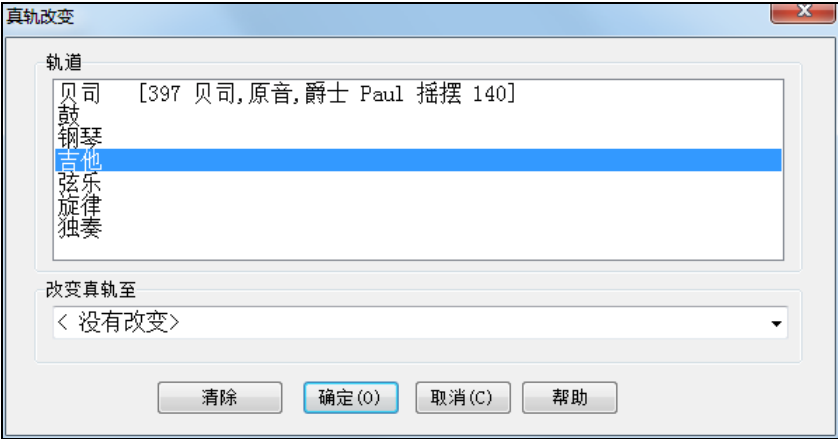 真轨改变
轨道
贝司 [397 贝司,原音,爵士 Paul 摇摆 140]
鼓
钢琴
吉他
弦乐
旋律
独奏
改变真轨至
< 没有改变>
清除 确定(O) 取消(C) 帮助